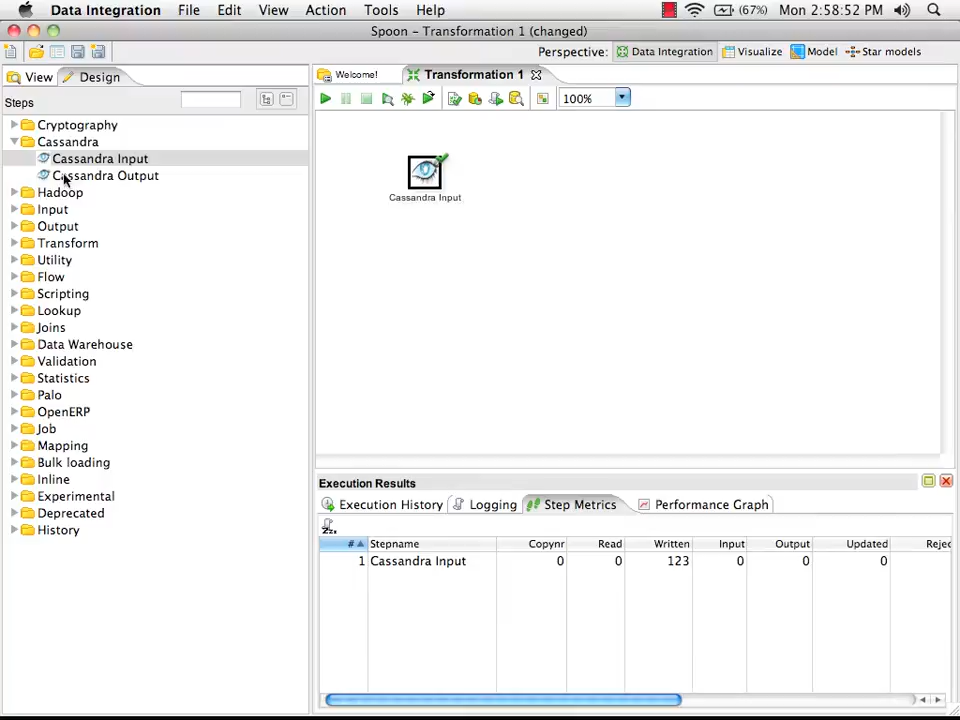 Data Integration File Edit View Action Tools Help (67%) Mon 2:58:52 PM
Spoon - Transformation 1 (changed)
Perspective: Data Integration Visualize Model Star models
View Design
Welcome! Transformation 1
Steps
100%
Cryptography
Cassandra
Cassandra Input
Cassandra Output
Hadoop
Input
Output
Transform
Utility
Flow
Scripting
Lookup
Joins
Data Warehouse
Validation
Statistics
Palo
OpenERP
Job
Mapping
Bulk loading
Inline
Experimental
Deprecated
History
Cassandra Input
Execution Results
Execution History Logging Step Metrics Performance Graph
# Stepname Copynr Read Written Input Output Updated Rejec
1 Cassandra Input 0 0 123 0 0 0